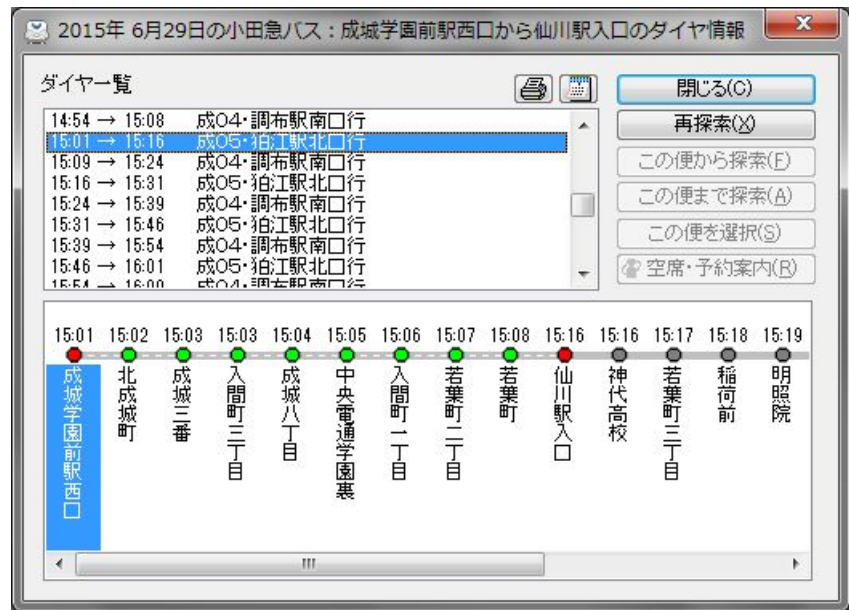 2015年 6月29日の小田急バス：成城学園前駅西口から仙川駅入口のダイヤ情報
ダイヤ一覧
閉じる(C)
再探索(X)
この便から探索(F)
この便まで探索(A)
この便を選択(S)
空席・予約案内(R)
14:54 → 15:08 成04・調布駅南口行
15:01 → 15:16 成05・狛江駅北口行
15:09 → 15:24 成04・調布駅南口行
15:16 → 15:31 成05・狛江駅北口行
15:24 → 15:39 成04・調布駅南口行
15:31 → 15:46 成05・狛江駅北口行
15:39 → 15:54 成04・調布駅南口行
15:46 → 16:01 成05・狛江駅北口行
15:01 15:02 15:03 15:03 15:04 15:05 15:06 15:07 15:08 15:16 15:16 15:17 15:18 15:19
成城学園前駅西口
北成城町
成城三番
入間町三丁目
成城八丁目
中央電通学園裏
入間町一丁目
若葉町二丁目
若葉町
仙川駅入口
神代高校
若葉町三丁目
稲荷前
明照院